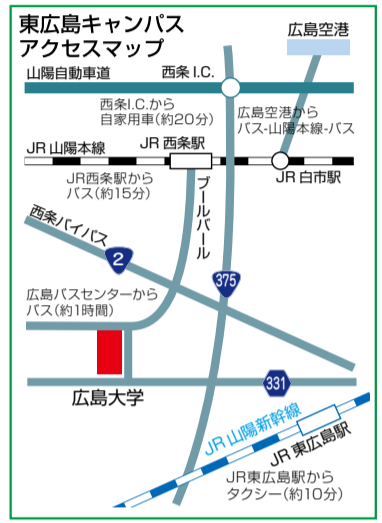 東広島キャンパス
アクセスマップ
広島空港
山陽自動車道
西条 I.C.
西条I.C.から
自家用車(約20分)
広島空港から
バス-山陽本線-バス
JR 山陽本線
JR 西条駅
JR 白市駅
JR西条駅から
バス(約15分)
ブールバール
西条バイパス
2
375
広島バスセンターから
バス(約1時間)
331
広島大学
JR 山陽新幹線
JR 東広島駅
JR東広島駅から
タクシー(約10分)